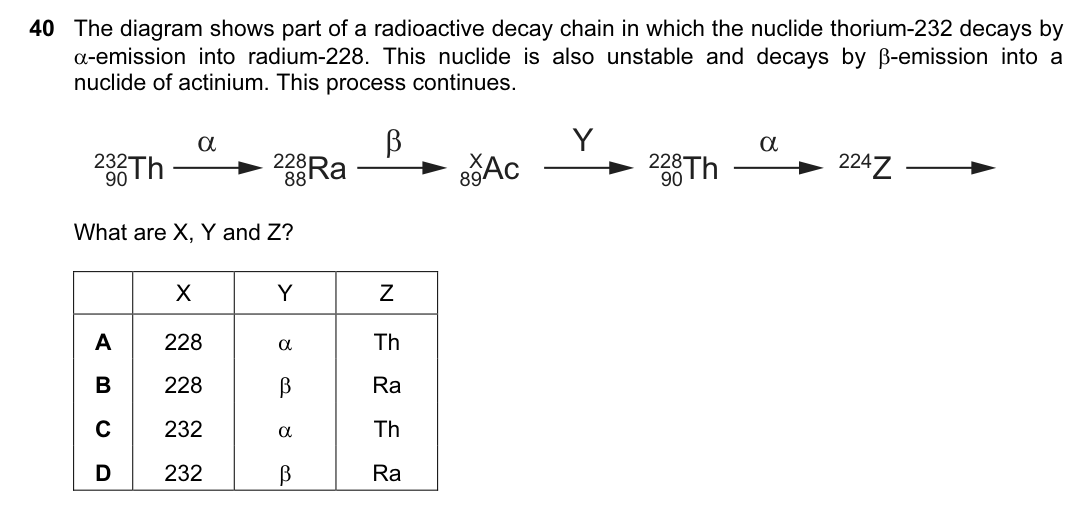 40 The diagram shows part of a radioactive decay chain in which the nuclide thorium-232 decays by
α-emission into radium-228. This nuclide is also unstable and decays by β-emission into a
nuclide of actinium. This process continues.
α β Y α
232 90 Th 228 88 Ra X 89 Ac 228 90 Th 224 Z
What are X, Y and Z?
X Y Z
A 228 α Th
B 228 β Ra
C 232 α Th
D 232 β Ra